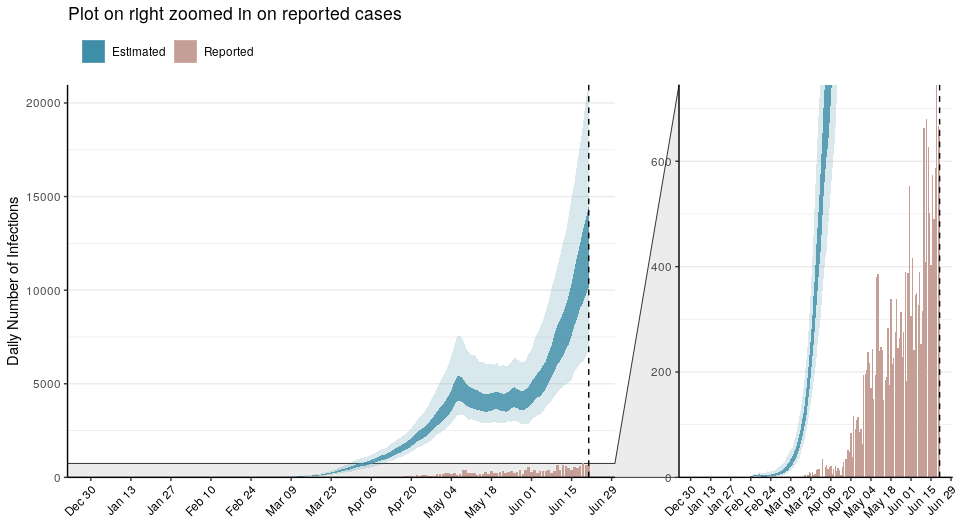 Plot on right zoomed in on reported cases
Estimated Reported
Daily Number of Infections
20000
15000
10000
5000
0
Dec 30 Jan 13 Jan 27 Feb 10 Feb 24 Mar 09 Mar 23 Apr 06 Apr 20 May 04 May 18 Jun 01 Jun 15 Jun 29
600
400
200
0
Dec 30 Jan 13 Jan 27 Feb 10 Feb 24 Mar 09 Mar 23 Apr 06 Apr 20 May 04 May 18 Jun 01 Jun 15 Jun 29